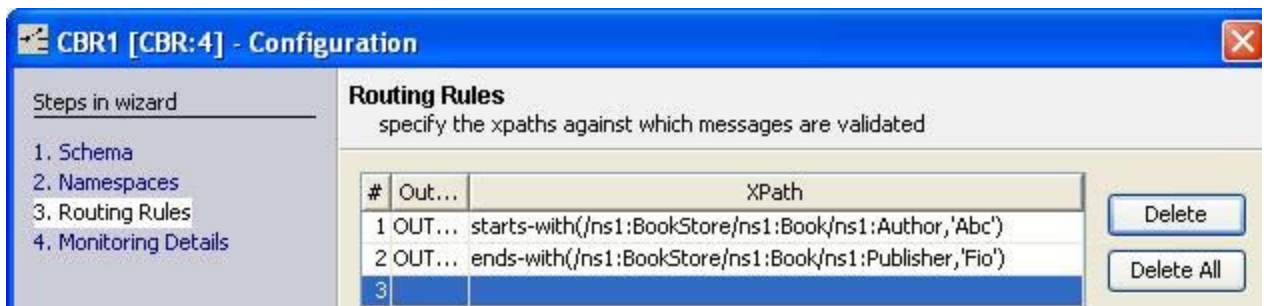 CBR1 [CBR:4] - Configuration
Steps in wizard
1. Schema
2. Namespaces
3. Routing Rules
4. Monitoring Details
Routing Rules
specify the xpaths against which messages are validated
# Out... XPath
1 OUT... starts-with(/ns1:BookStore/ns1:Book/ns1:Author,'Abc')
2 OUT... ends-with(/ns1:BookStore/ns1:Book/ns1:Publisher,'Fio')
3
Delete
Delete All